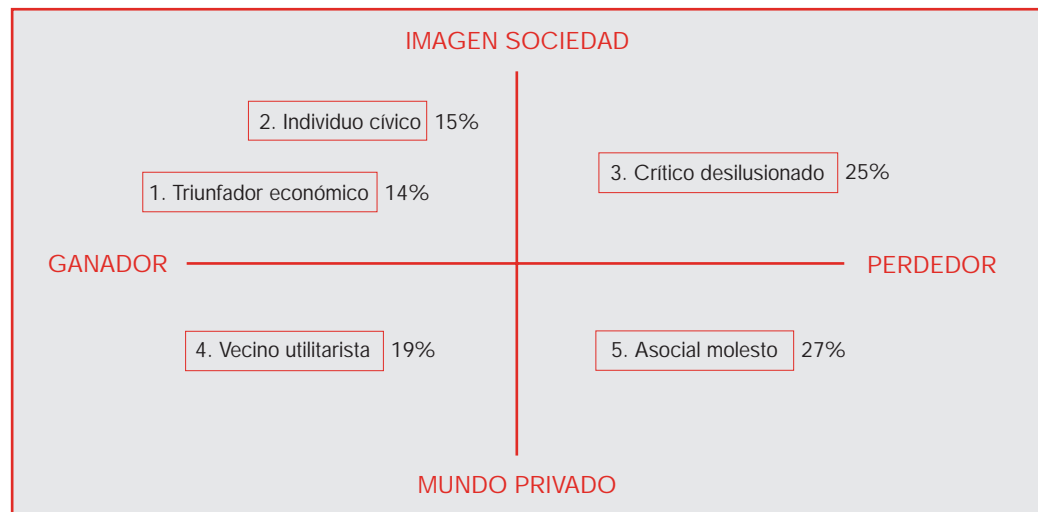 IMAGEN SOCIEDAD
2. Individuo cívico 15%
3. Crítico desilusionado 25%
1. Triunfador económico 14%
GANADOR
PERDEDOR
4. Vecino utilitarista 19%
5. Asocial molesto 27%
MUNDO PRIVADO